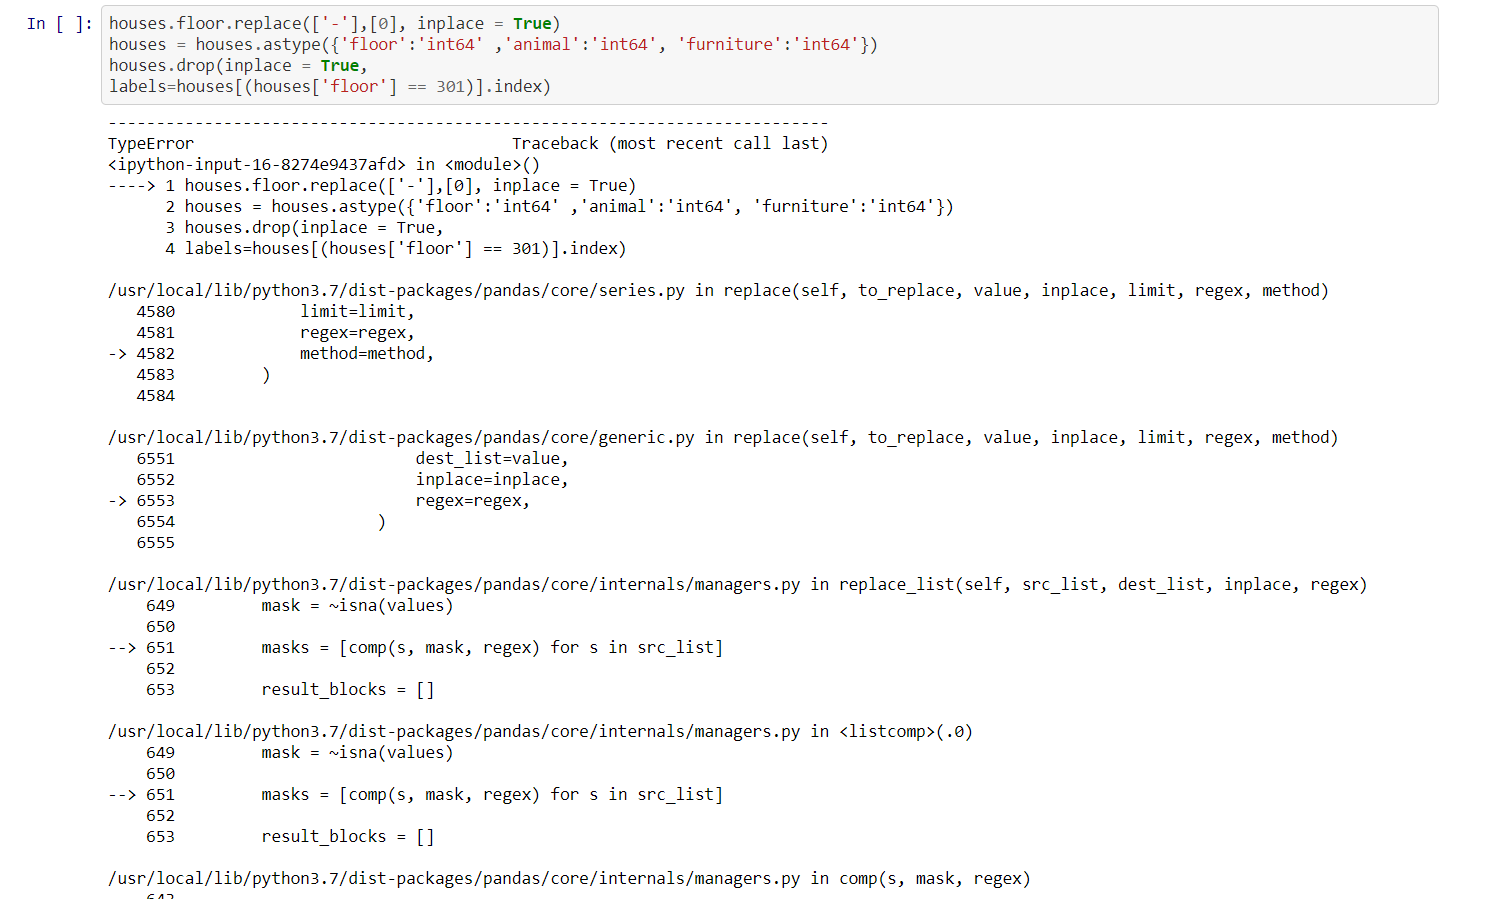 In [ ]: houses.floor.replace(['-'],[0], inplace = True)
houses = houses.astype({'floor':'int64' ,'animal':'int64', 'furniture':'int64'})
houses.drop(inplace = True,
labels=houses[(houses['floor'] == 301)].index)
---------------------------------------------------------------------------
TypeError                                 Traceback (most recent call last)
<ipython-input-16-8274e9437afd> in <module>()
----> 1 houses.floor.replace(['-'],[0], inplace = True)
      2 houses = houses.astype({'floor':'int64' ,'animal':'int64', 'furniture':'int64'})
      3 houses.drop(inplace = True,
      4 labels=houses[(houses['floor'] == 301)].index)
/usr/local/lib/python3.7/dist-packages/pandas/core/series.py in replace(self, to_replace, value, inplace, limit, regex, method)
   4580             limit=limit,
   4581             regex=regex,
-> 4582             method=method,
   4583         )
   4584
/usr/local/lib/python3.7/dist-packages/pandas/core/generic.py in replace(self, to_replace, value, inplace, limit, regex, method)
   6551                         dest_list=value,
   6552                         inplace=inplace,
-> 6553                         regex=regex,
   6554                     )
   6555
/usr/local/lib/python3.7/dist-packages/pandas/core/internals/managers.py in replace_list(self, src_list, dest_list, inplace, regex)
    649         mask = ~isna(values)
    650
--> 651         masks = [comp(s, mask, regex) for s in src_list]
    652
    653         result_blocks = []
/usr/local/lib/python3.7/dist-packages/pandas/core/internals/managers.py in <listcomp>(.0)
    649         mask = ~isna(values)
    650
--> 651         masks = [comp(s, mask, regex) for s in src_list]
    652
    653         result_blocks = []
/usr/local/lib/python3.7/dist-packages/pandas/core/internals/managers.py in comp(s, mask, regex)